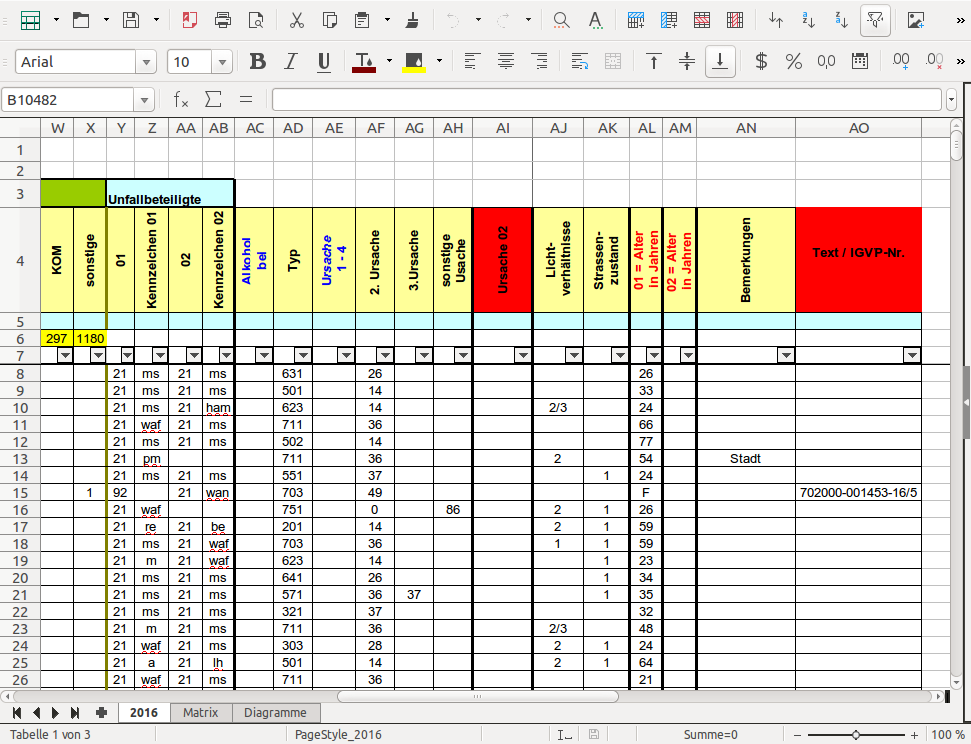 Arial 10 B I U $ % 0,0
B10482
W X Y Z AA AB AC AD AE AF AG AH AI AJ AK AL AM AN AO
1
2
3 Unfallbeteiligte
4 KOM sonstige 01 Kennzeichen 01 02 Kennzeichen 02 Alkohol bei Typ Ursache 1 - 4 2. Ursache 3.Ursache sonstige Usache Ursache 02 Licht-verhältnisse Strassen-zustand 01 = Alter in Jahren 02 = Alter in Jahren Bemerkungen Text / IGVP-Nr.
5
6 297 1180
7
8 21 ms 21 ms 631 26 26
9 21 ms 21 ms 501 14 33
10 21 ms 21 ham 623 14 2/3 24
11 21 waf 21 ms 711 36 66
12 21 ms 21 ms 502 14 77
13 21 pm 711 36 2 54 Stadt
14 21 ms 21 ms 551 37 1 24
15 1 92 21 wan 703 49 F 702000-001453-16/5
16 21 waf 751 0 86 2 1 26
17 21 re 21 be 201 14 2 1 59
18 21 ms 21 waf 703 36 1 1 59
19 21 m 21 waf 623 14 1 23
20 21 ms 21 ms 641 26 1 34
21 21 ms 21 ms 571 36 37 1 35
22 21 ms 21 ms 321 37 32
23 21 m 21 ms 711 36 2/3 48
24 21 waf 21 ms 303 28 2 1 24
25 21 a 21 lh 501 14 2 1 64
26 21 waf 21 ms 711 36 21
2016 Matrix Diagramme
Tabelle 1 von 3 PageStyle_2016 Summe=0 100 %